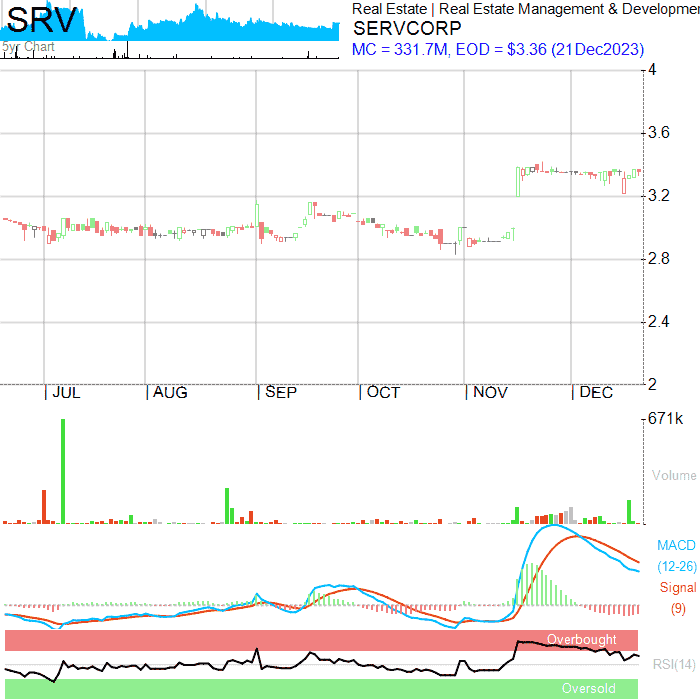 SRV
5yr Chart
Real Estate | Real Estate Management & Developmen
SERVCORP
MC = 331.7M, EOD = $3.36 (21Dec2023)
4
3.6
3.2
2.8
2.4
2
| JUL | AUG | SEP | OCT | NOV | DEC
671k
Volume
MACD
(12-26)
Signal
(9)
Overbought
RSI(14)
Oversold